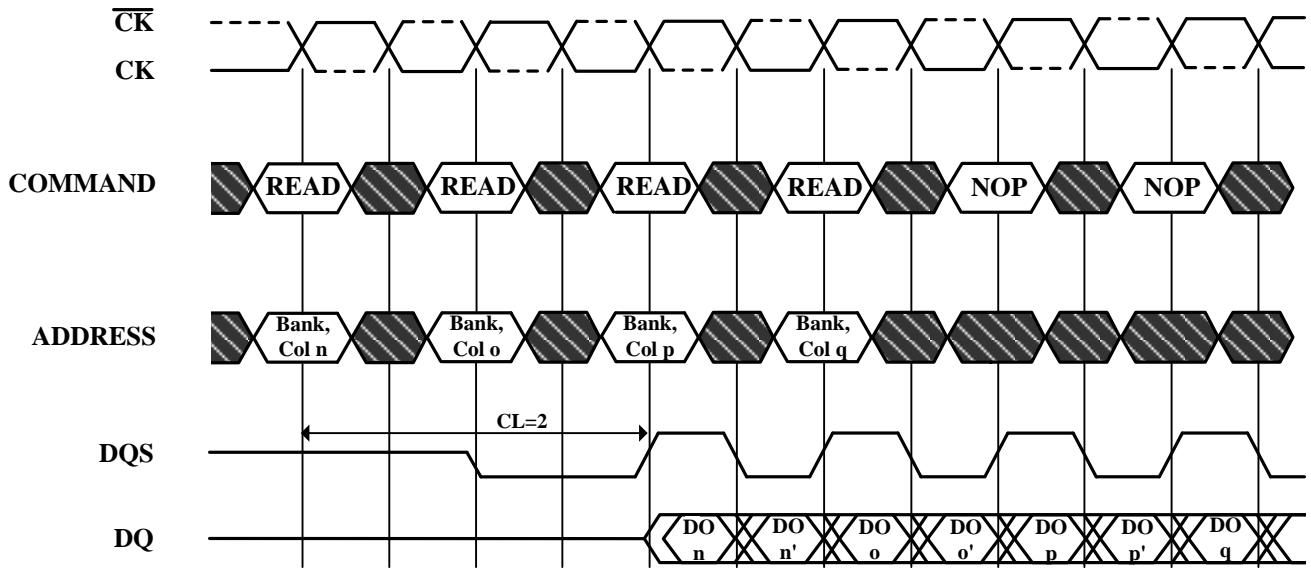 CK
CK
COMMAND
READ
READ
READ
READ
NOP
NOP
ADDRESS
Bank,
Col n
Bank,
Col o
Bank,
Col p
Bank,
Col q
CL=2
DQS
DQ
DO
n
DO
n'
DO
o
DO
o'
DO
p
DO
p'
DO
q